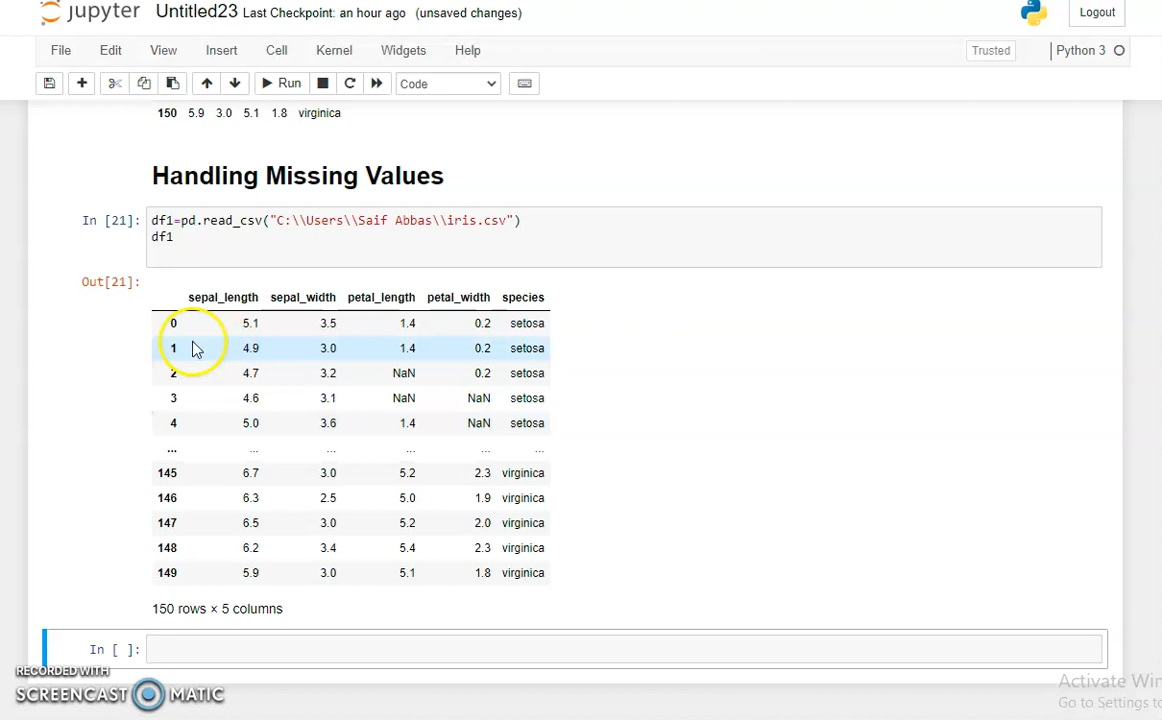 jupyter Untitled23 Last Checkpoint: an hour ago (unsaved changes) Logout
File Edit View Insert Cell Kernel Widgets Help Trusted Python 3
Run Code
150 5.9 3.0 5.1 1.8 virginica
Handling Missing Values
In [21]: df1=pd.read_csv("C:\\Users\\Saif Abbas\\iris.csv")
df1
Out[21]:
sepal_length sepal_width petal_length petal_width species
0 5.1 3.5 1.4 0.2 setosa
1 4.9 3.0 1.4 0.2 setosa
2 4.7 3.2 NaN 0.2 setosa
3 4.6 3.1 NaN NaN setosa
4 5.0 3.6 1.4 NaN setosa
... ... ... ... ... ...
145 6.7 3.0 5.2 2.3 virginica
146 6.3 2.5 5.0 1.9 virginica
147 6.5 3.0 5.2 2.0 virginica
148 6.2 3.4 5.4 2.3 virginica
149 5.9 3.0 5.1 1.8 virginica
150 rows × 5 columns
In [ ]:
RECORDED WITH
SCREENCAST MATIC
Activate Win
Go to Settings to